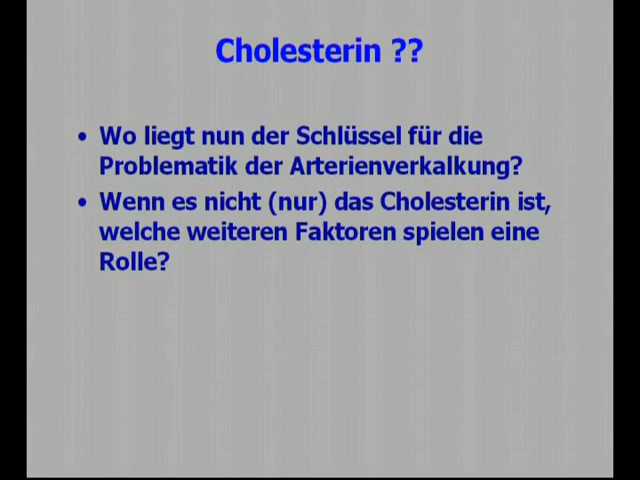 Cholesterin ??
• Wo liegt nun der Schlüssel für die
Problematik der Arterienverkalkung?
• Wenn es nicht (nur) das Cholesterin ist,
welche weiteren Faktoren spielen eine
Rolle?